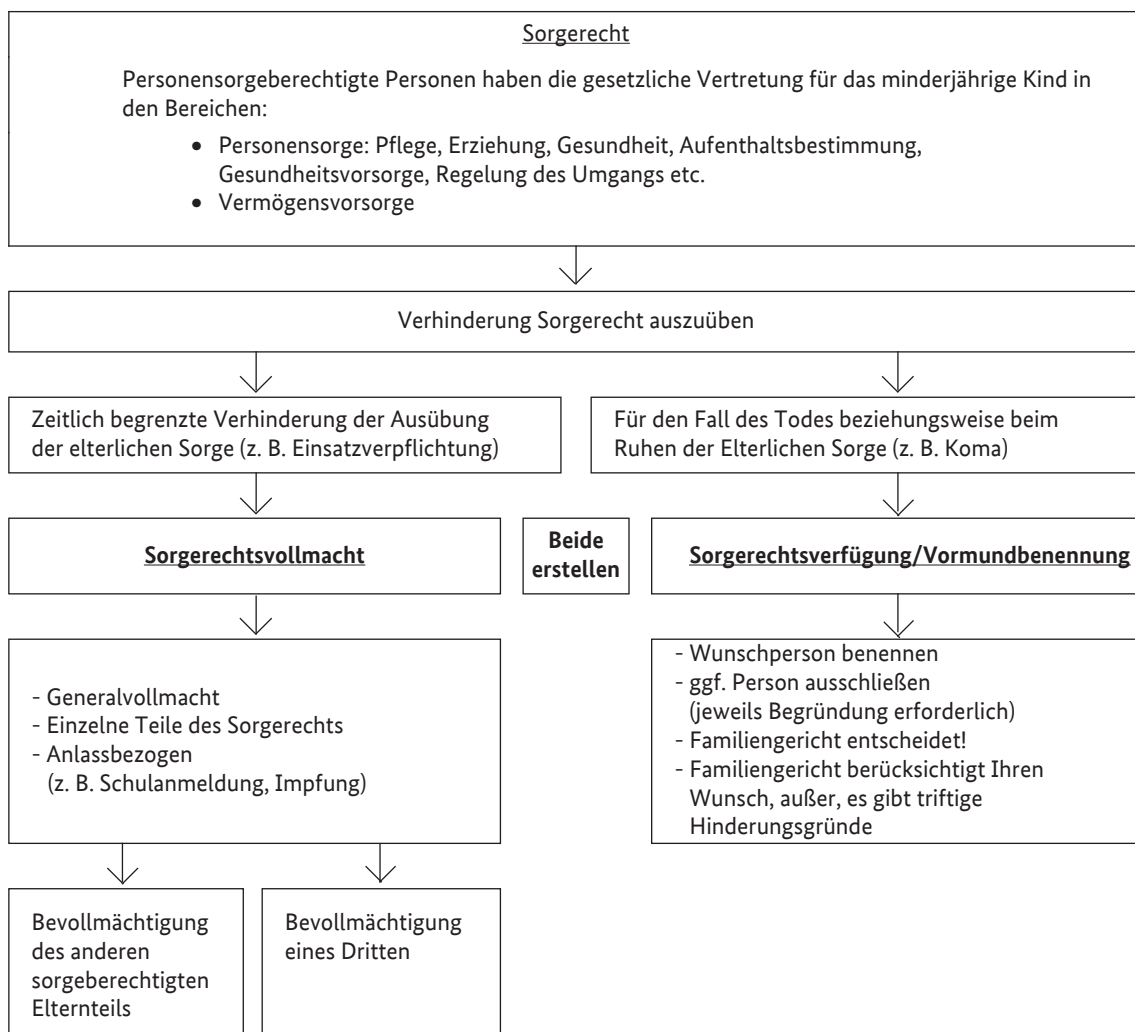 Sorgerecht
Personensorgeberechtigte Personen haben die gesetzliche Vertretung für das minderjährige Kind in
den Bereichen:
• Personensorge: Pflege, Erziehung, Gesundheit, Aufenthaltsbestimmung,
Gesundheitsvorsorge, Regelung des Umgangs etc.
• Vermögensvorsorge
Verhinderung Sorgerecht auszuüben
Zeitlich begrenzte Verhinderung der Ausübung
der elterlichen Sorge (z. B. Einsatzverpflichtung)
Für den Fall des Todes beziehungsweise beim
Ruhen der Elterlichen Sorge (z. B. Koma)
Sorgerechtsvollmacht
Beide
erstellen
Sorgerechtsverfügung/Vormundbenennung
- Generalvollmacht
- Einzelne Teile des Sorgerechts
- Anlassbezogen
(z. B. Schulanmeldung, Impfung)
- Wunschperson benennen
- ggf. Person ausschließen
(jeweils Begründung erforderlich)
- Familiengericht entscheidet!
- Familiengericht berücksichtigt Ihren
Wunsch, außer, es gibt triftige
Hinderungsgründe
Bevollmächtigung
des anderen
sorgeberechtigten
Elternteils
Bevollmächtigung
eines Dritten